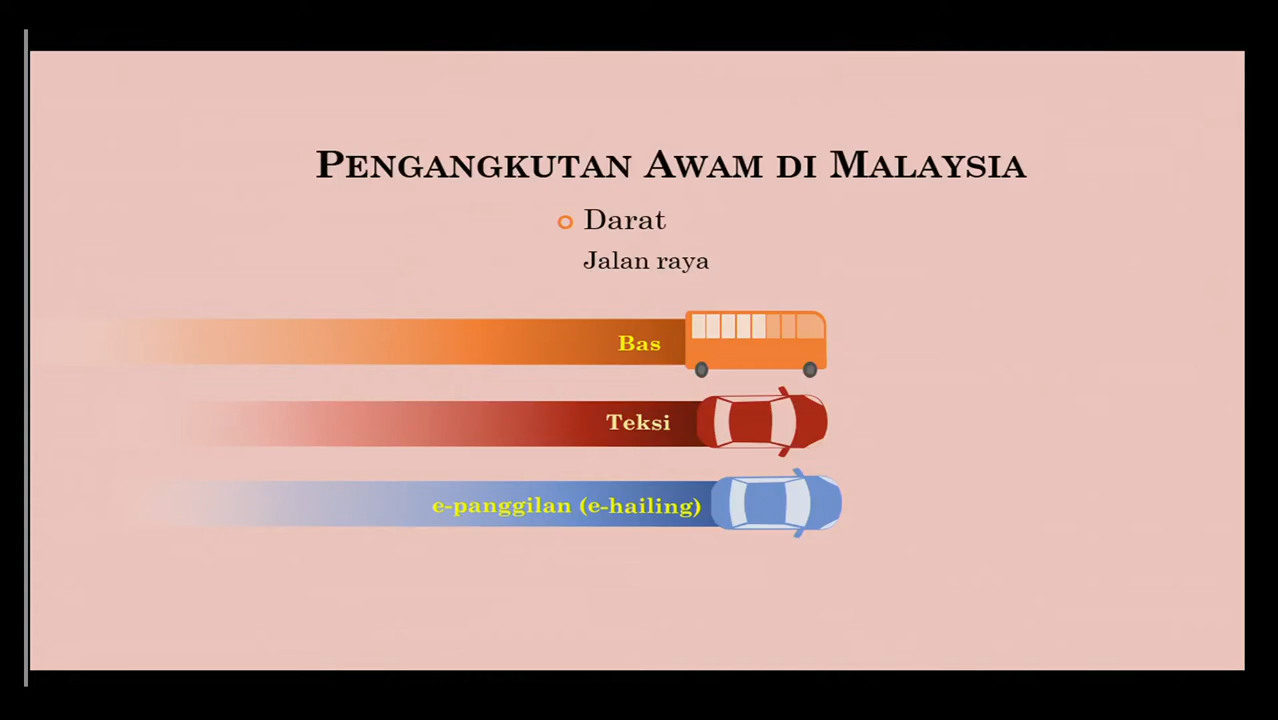 Pengangkutan Awam di Malaysia
Darat
Jalan raya
Bas
Teksi
e-panggilan (e-hailing)